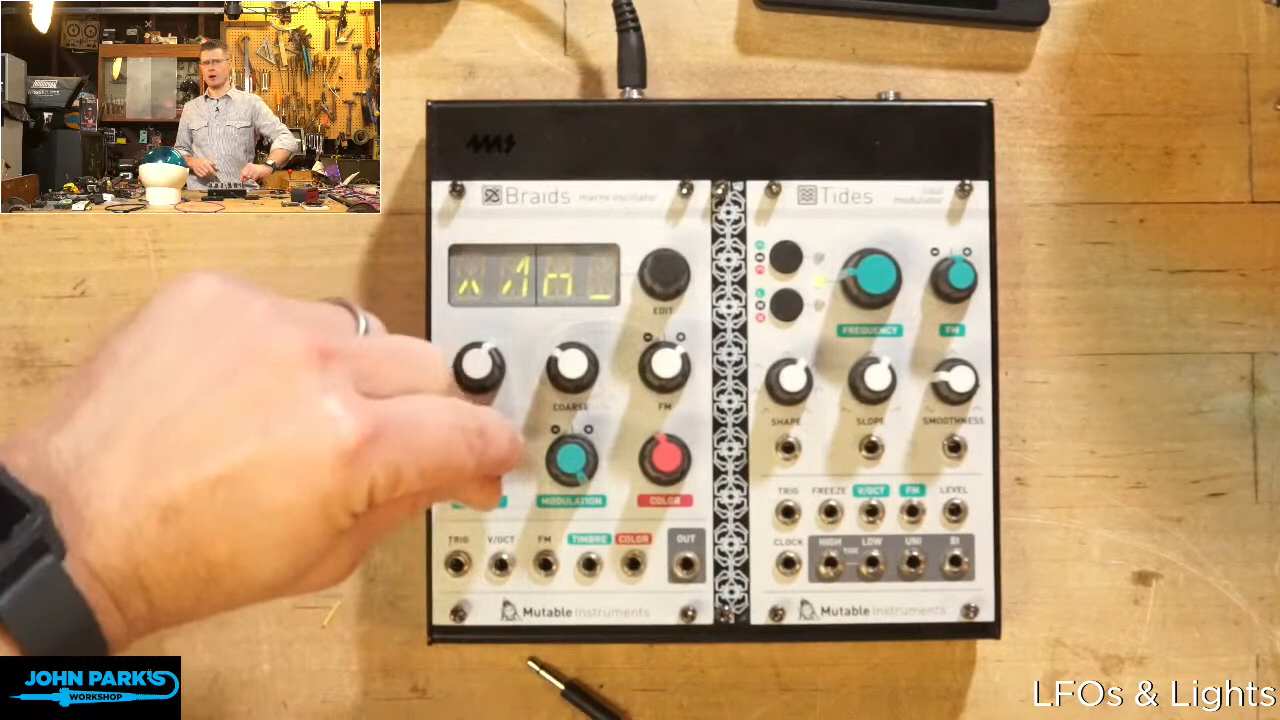 Braids macro oscillator
EDIT
COARSE
FM
MODULATION
COLOR
TRIG
V/OCT
FM
TIMBRE
COLOR
OUT
Mutable Instruments
Tides
modulator
FREQUENCY
FM
SHAPE
SLOPE
SMOOTHNESS
TRIG
FREEZE
V/OCT
FM
LEVEL
CLOCK
HIGH
TIDE
LOW
UNI
BI
Mutable Instruments
JOHN PARK'S
WORKSHOP
LFOs & Lights